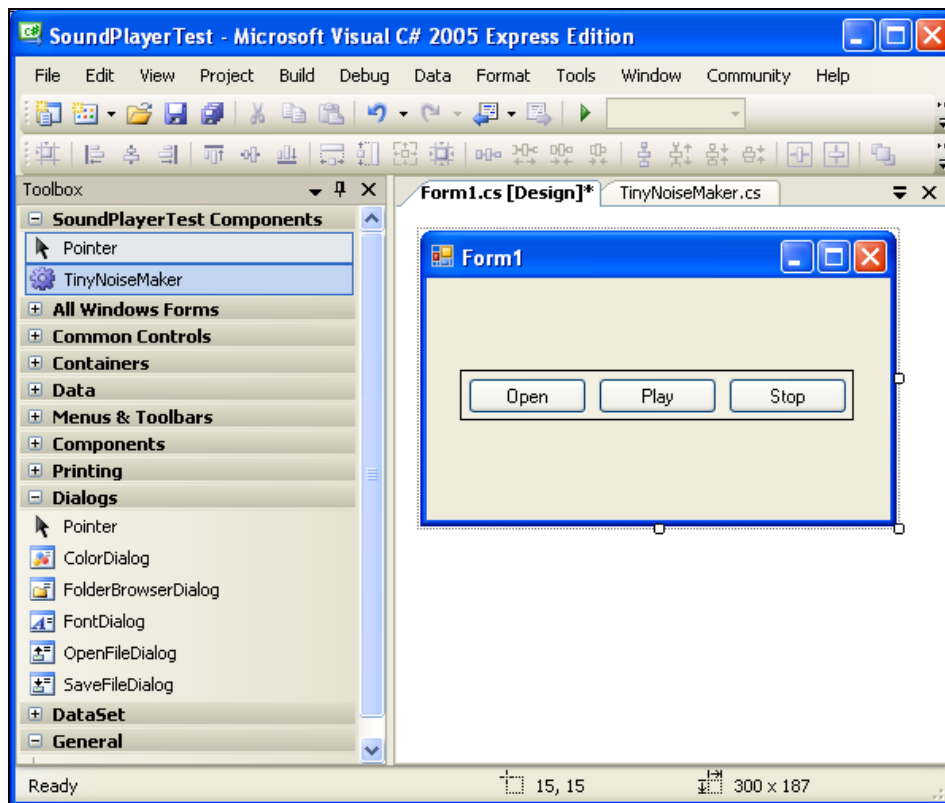 SoundPlayerTest - Microsoft Visual C# 2005 Express Edition
File Edit View Project Build Debug Data Format Tools Window Community Help
Toolbox
Form1.cs [Design]* TinyNoiseMaker.cs
SoundPlayerTest Components
Pointer
TinyNoiseMaker
All Windows Forms
Common Controls
Containers
Data
Menus & Toolbars
Components
Printing
Dialogs
Pointer
ColorDialog
FolderBrowserDialog
FontDialog
OpenFileDialog
SaveFileDialog
DataSet
General
Form1
Open Play Stop
Ready 15, 15 300 x 187